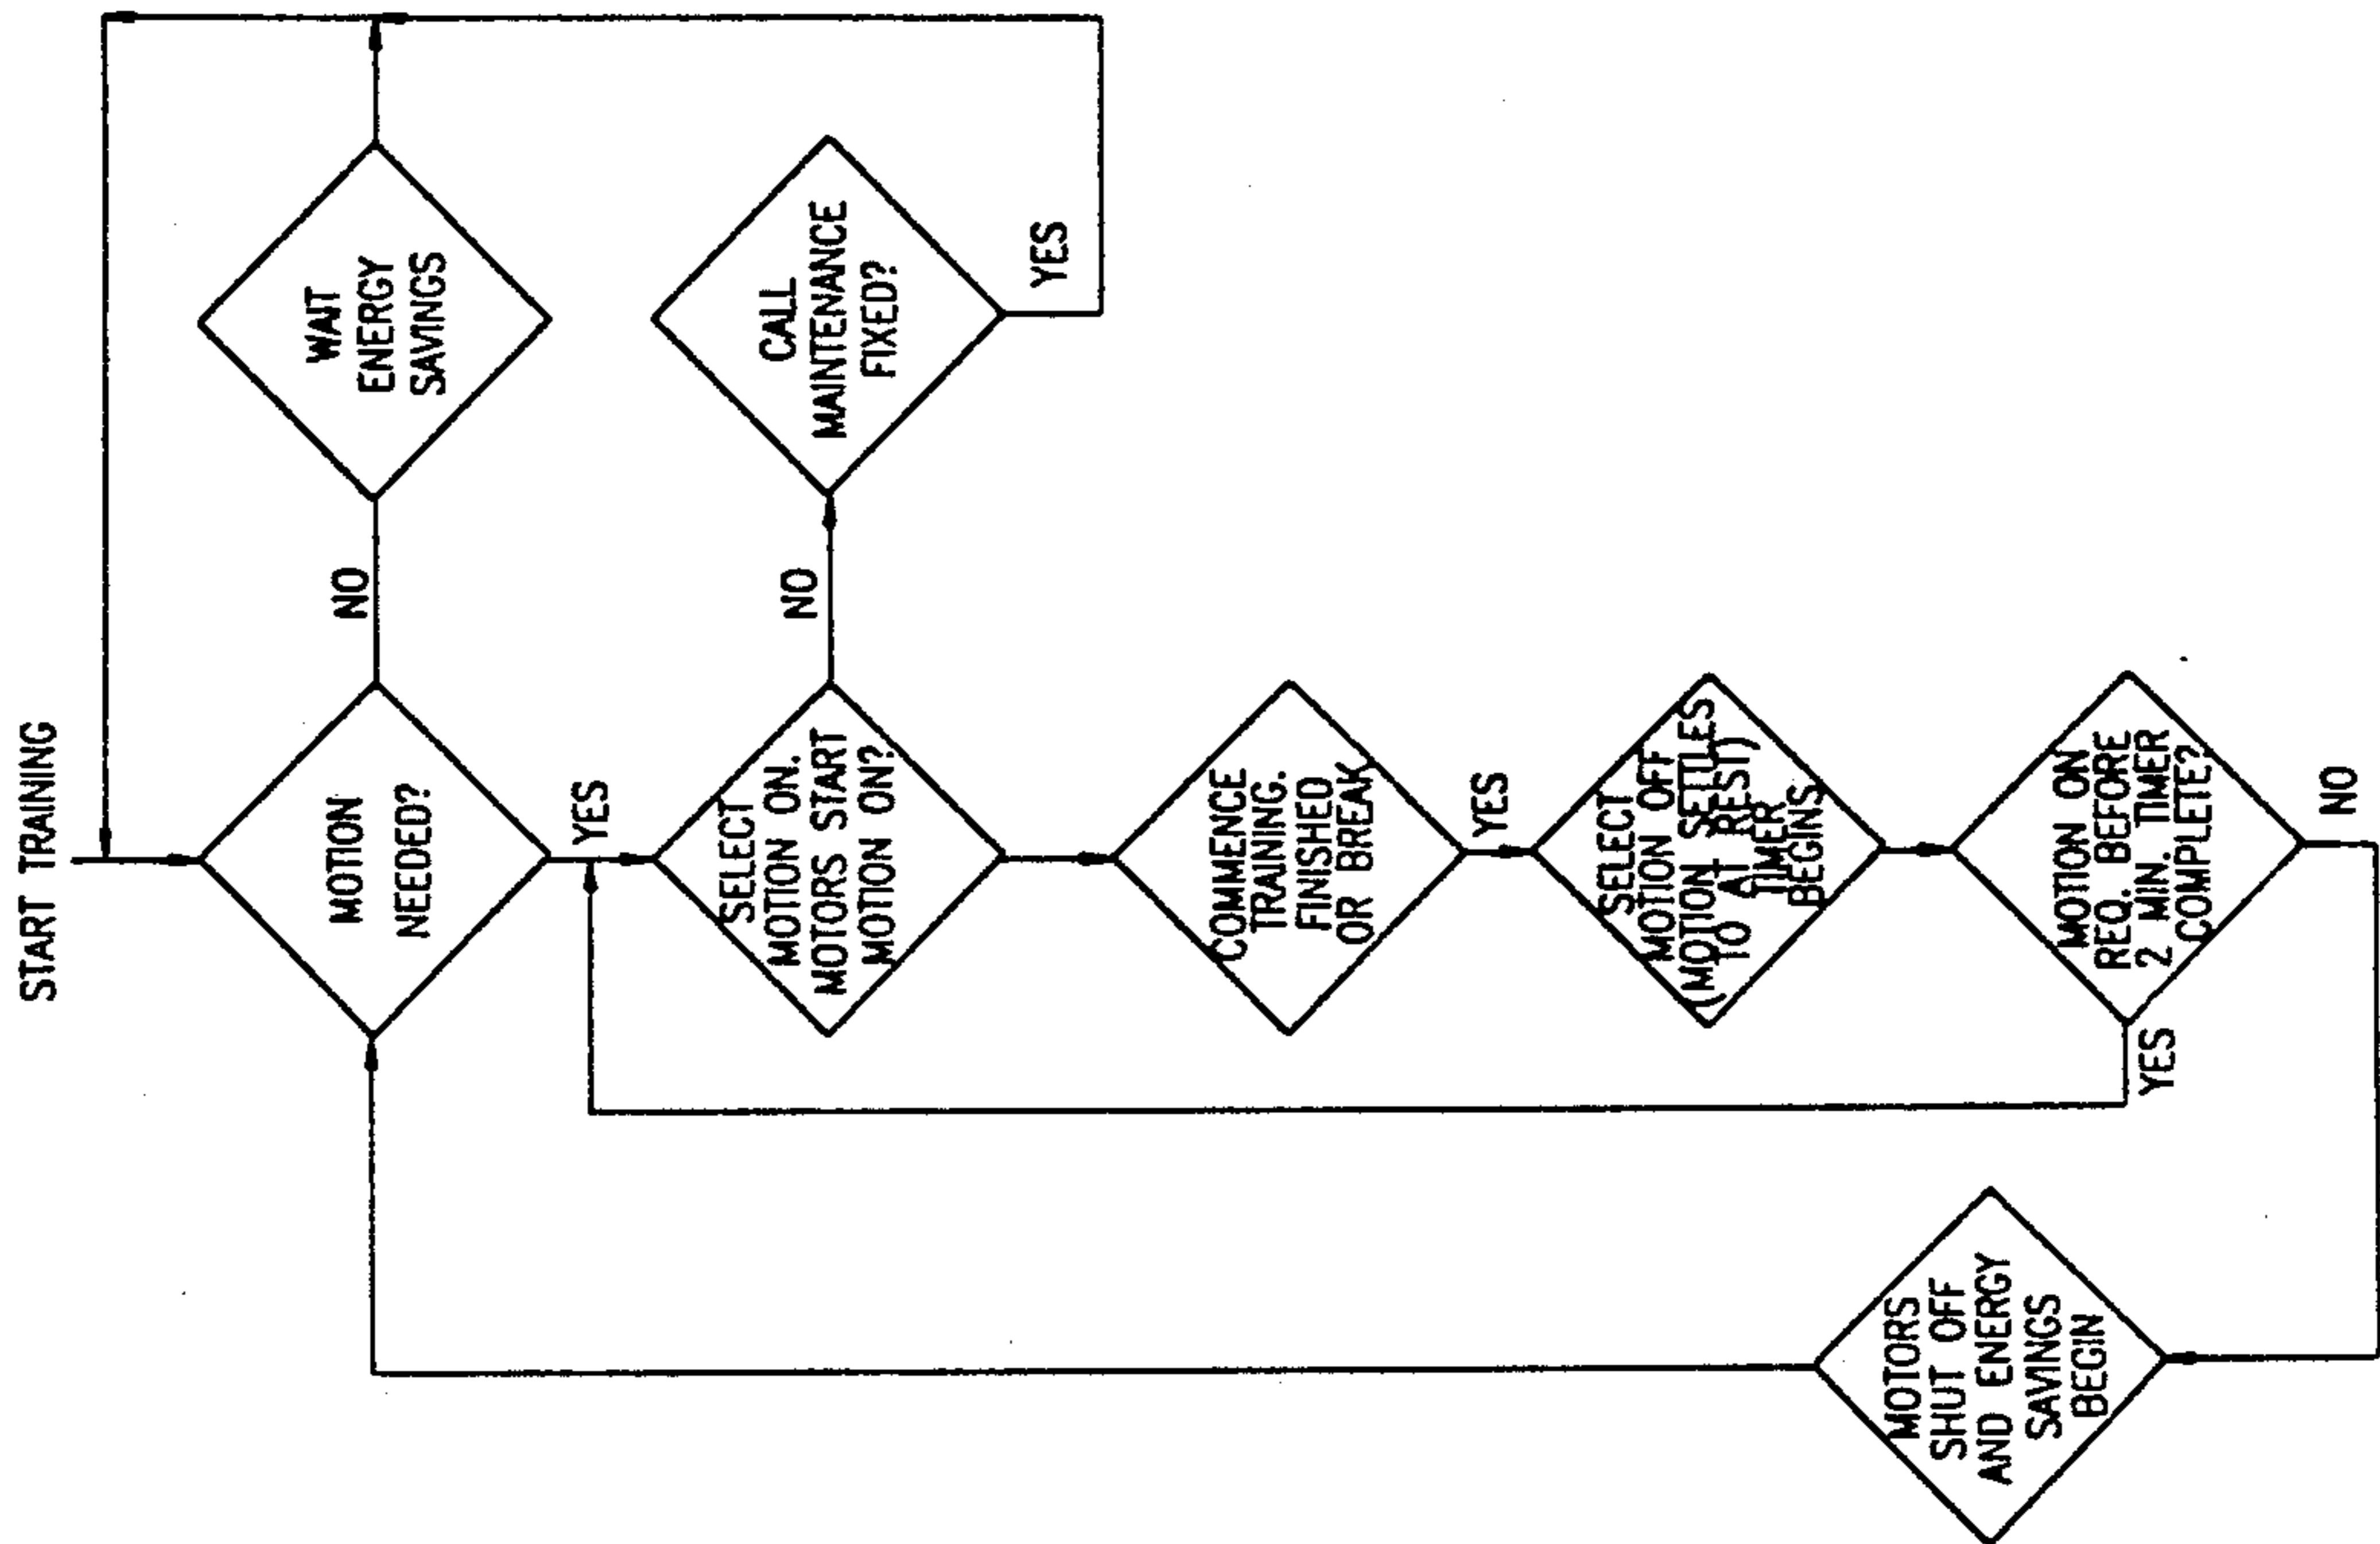 START TRAINING
MOTION
NEEDED?
NO
WAIT
ENERGY
SAVINGS
YES
SELECT
MOTION ON.
MOTORS START
MOTION ON?
NO
CALL
MAINTENANCE
FIXED?
YES
COMMENCE
TRAINING.
FINISHED
OR BREAK
YES
SELECT
MOTION OFF
(MOTION SETTLES
TO AT REST)
TIMER
BEGINS
MOTION ON
REQ. BEFORE
2 MIN. TIMER
COMPLETE?
YES
NO
MOTORS
SHUT OFF
AND ENERGY
SAVINGS
BEGIN